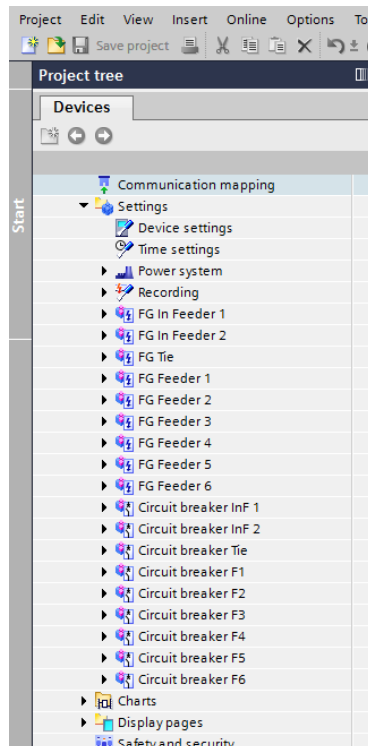 Project Edit View Insert Online Options To
Save project
Project tree
Devices
Start
Communication mapping
Settings
Device settings
Time settings
Power system
Recording
FG In Feeder 1
FG In Feeder 2
FG Tie
FG Feeder 1
FG Feeder 2
FG Feeder 3
FG Feeder 4
FG Feeder 5
FG Feeder 6
Circuit breaker InF 1
Circuit breaker InF 2
Circuit breaker Tie
Circuit breaker F1
Circuit breaker F2
Circuit breaker F3
Circuit breaker F4
Circuit breaker F5
Circuit breaker F6
Charts
Display pages
Safety and security